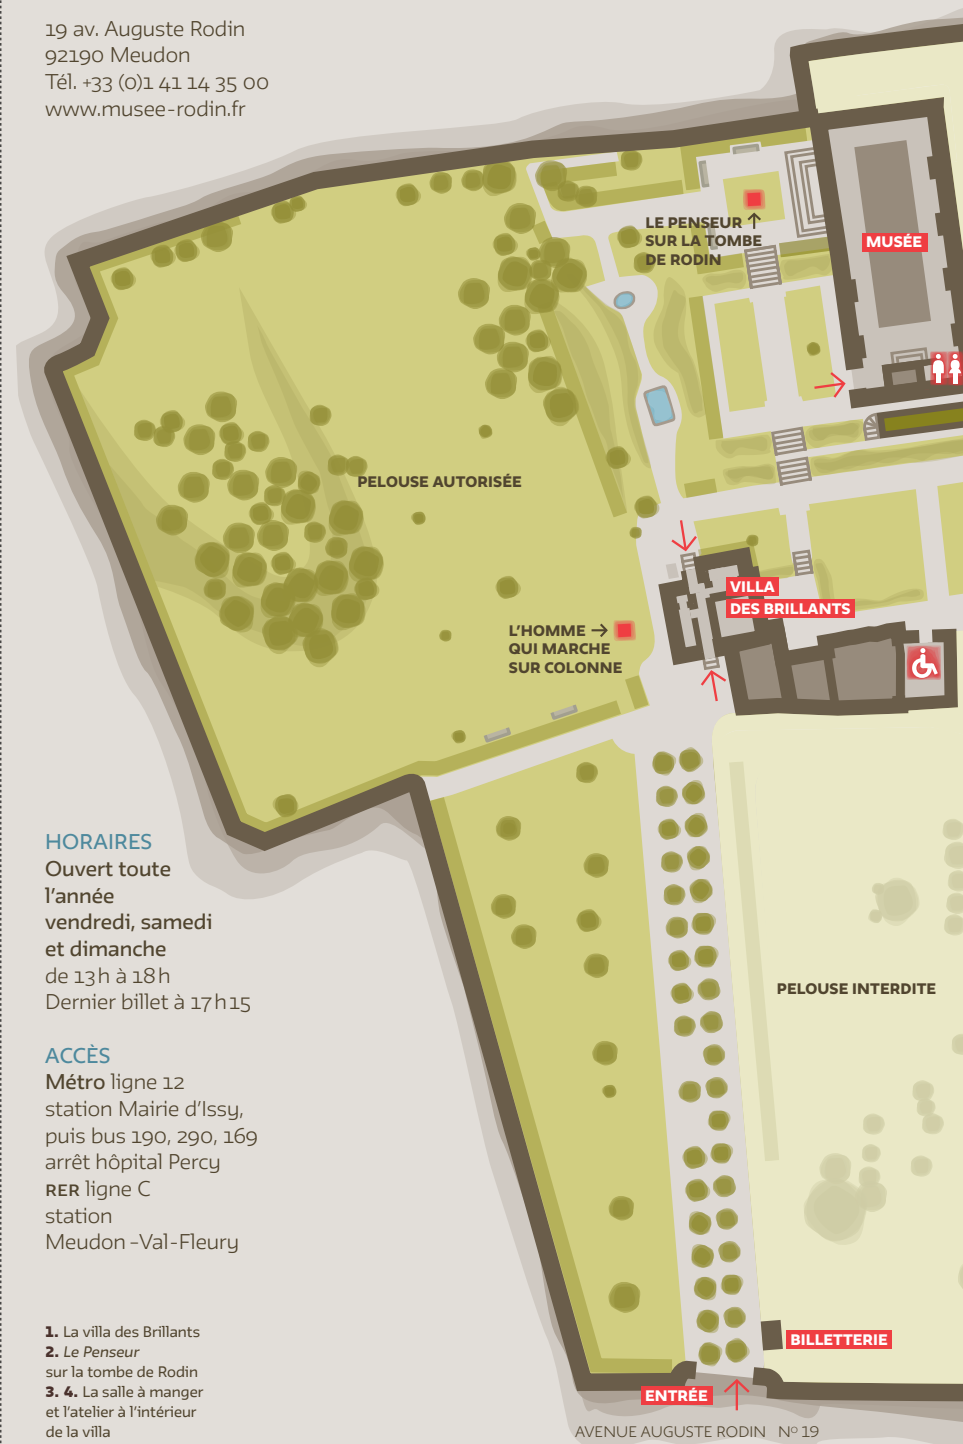 19 av. Auguste Rodin
92190 Meudon
Tél. +33 (0)1 41 14 35 00
www.musee-rodin.fr
LE PENSEUR ↑
SUR LA TOMBE
DE RODIN
MUSÉE
PELOUSE AUTORISÉE
VILLA
DES BRILLANTS
L'HOMME →
QUI MARCHE
SUR COLONNE
HORAIRES
Ouvert toute
l'année
vendredi, samedi
et dimanche
de 13h à 18h
Dernier billet à 17h15
PELOUSE INTERDITE
ACCÈS
Métro ligne 12
station Mairie d'Issy,
puis bus 190, 290, 169
arrêt hôpital Percy
RER ligne C
station
Meudon-Val-Fleury
1. La villa des Brillants
2. Le Penseur
sur la tombe de Rodin
3. 4. La salle à manger
et l'atelier à l'intérieur
de la villa
BILLETTERIE
ENTRÉE
AVENUE AUGUSTE RODIN Nº 19